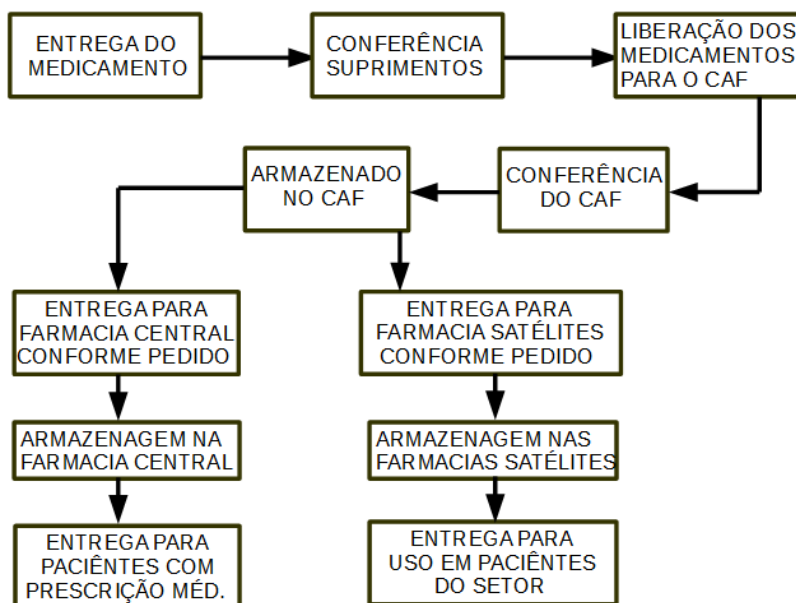 ENTREGA DO
MEDICAMENTO
CONFERÊNCIA
SUPRIMENTOS
LIBERAÇÃO DOS
MEDICAMENTOS
PARA O CAF
CONFERÊNCIA
DO CAF
ARMAZENADO
NO CAF
ENTREGA PARA
FARMACIA CENTRAL
CONFORME PEDIDO
ENTREGA PARA
FARMACIA SATÉLITES
CONFORME PEDIDO
ARMAZENAGEM NA
FARMACIA CENTRAL
ARMAZENAGEM NAS
FARMACIAS SATÉLITES
ENTREGA PARA
PACIÊNTES COM
PRESCRIÇÃO MÉD.
ENTREGA PARA
USO EM PACIÊNTES
DO SETOR